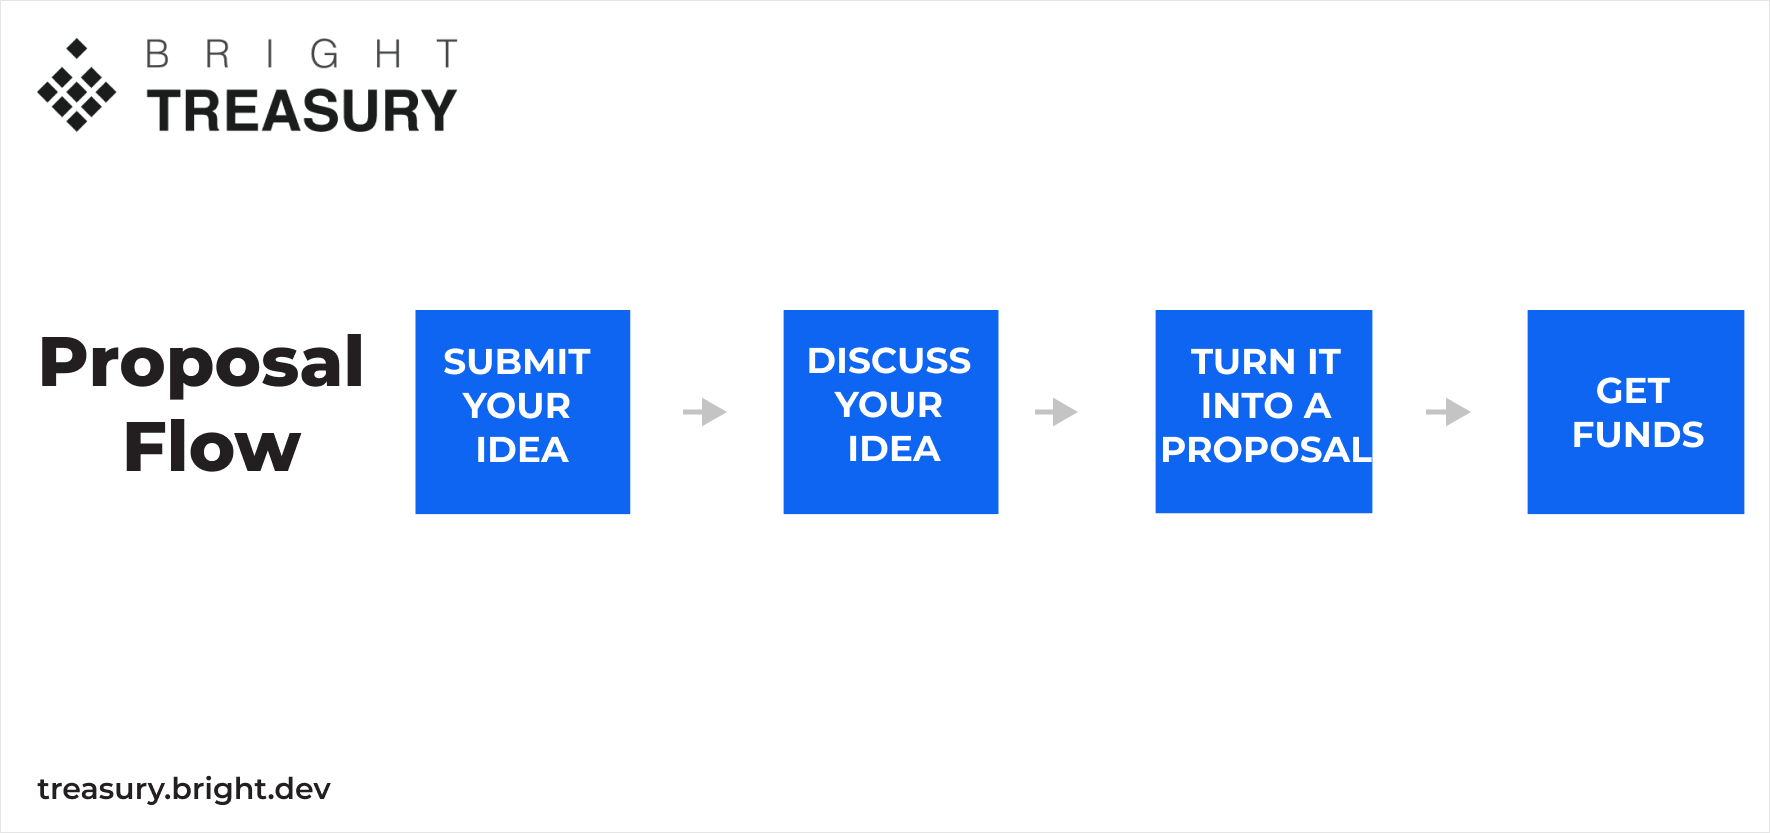 BRIGHT
TREASURY
Proposal
Flow
SUBMIT
YOUR
IDEA
DISCUSS
YOUR
IDEA
TURN IT
INTO A
PROPOSAL
GET
FUNDS
treasury.bright.dev